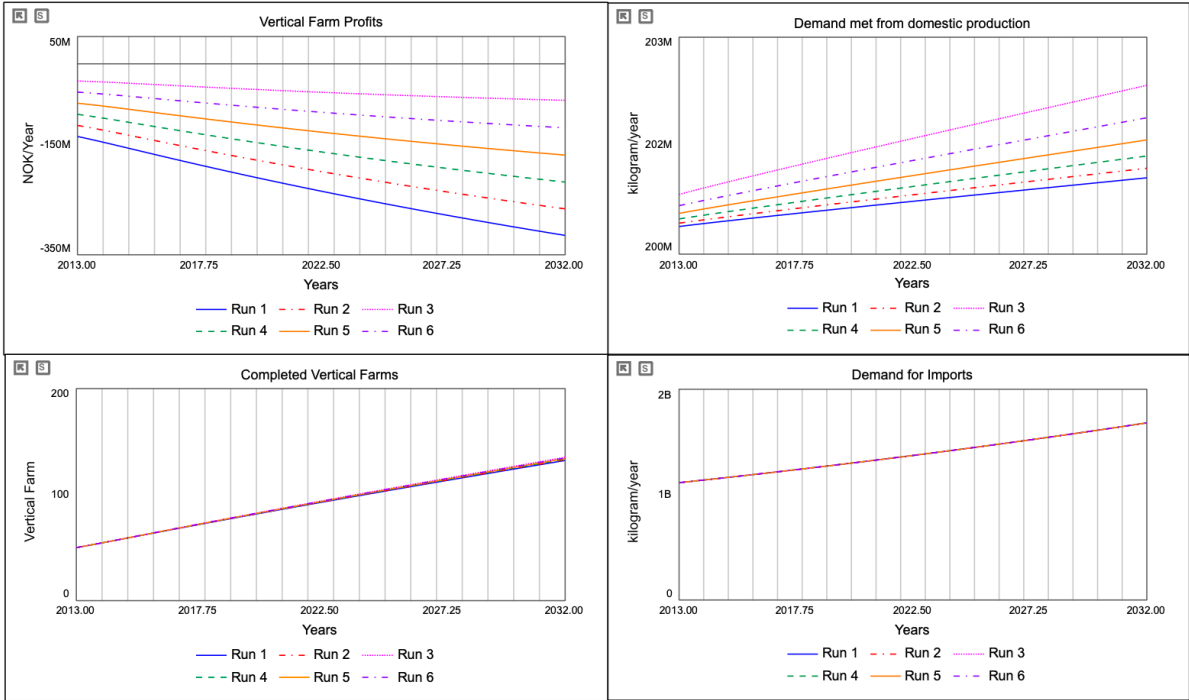 S
Vertical Farm Profits
50M
-150M
-350M
NOK/Year
2013.00 2017.75 2022.50 2027.25 2032.00
Years
Run 1 Run 2 Run 3
Run 4 Run 5 Run 6
S
Demand met from domestic production
203M
202M
200M
kilogram/year
2013.00 2017.75 2022.50 2027.25 2032.00
Years
Run 1 Run 2 Run 3
Run 4 Run 5 Run 6
S
Completed Vertical Farms
200
100
0
Vertical Farm
2013.00 2017.75 2022.50 2027.25 2032.00
Years
Run 1 Run 2 Run 3
Run 4 Run 5 Run 6
S
Demand for Imports
2B
1B
0
kilogram/year
2013.00 2017.75 2022.50 2027.25 2032.00
Years
Run 1 Run 2 Run 3
Run 4 Run 5 Run 6